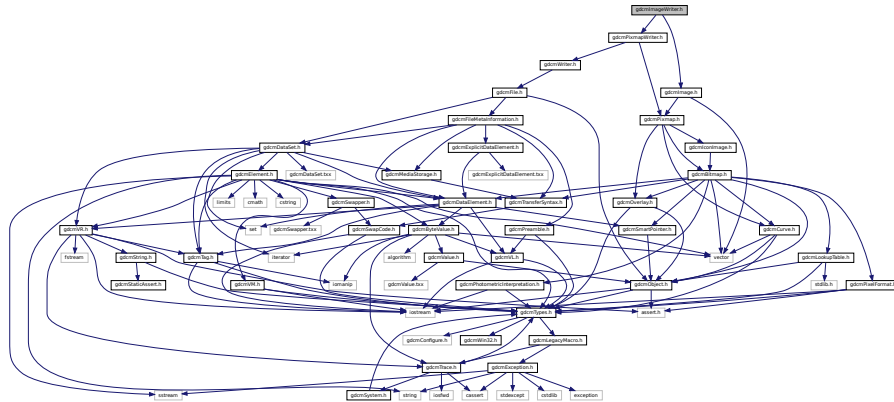 gdcmImageWriter.h
gdcmPixmapWriter.h
gdcmWriter.h
gdcmFile.h
gdcmImage.h
gdcmFileMetaInformation.h
gdcmPixmap.h
gdcmDataSet.h
gdcmExplicitDataElement.h
gdcmIconImage.h
gdcmElement.h
gdcmDataSet.txx
gdcmMediaStorage.h
gdcmExplicitDataElement.txx
gdcmBitmap.h
limits
cmath
cstring
gdcmSwapper.h
gdcmDataElement.h
gdcmTransferSyntax.h
gdcmOverlay.h
gdcmVR.h
set
gdcmSwapper.txx
gdcmSwapCode.h
gdcmByteValue.h
gdcmPreamble.h
gdcmSmartPointer.h
gdcmCurve.h
fstream
gdcmString.h
gdcmTag.h
iterator
algorithm
gdcmValue.h
gdcmVL.h
vector
gdcmLookupTable.h
gdcmStaticAssert.h
gdcmVM.h
iomanip
gdcmValue.txx
gdcmPhotometricInterpretation.h
gdcmObject.h
stdlib.h
gdcmPixelFormat.h
iostream
gdcmTypes.h
assert.h
gdcmConfigure.h
gdcmWin32.h
gdcmLegacyMacro.h
gdcmTrace.h
gdcmException.h
sstream
gdcmSystem.h
string
iosfwd
cassert
stdexcept
cstdlib
exception